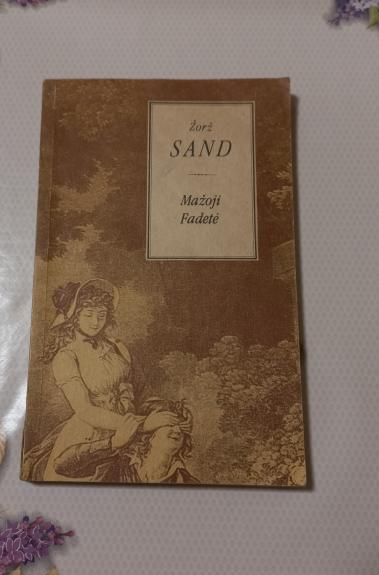 Žorž
SAND
Mažoji
Fadetė